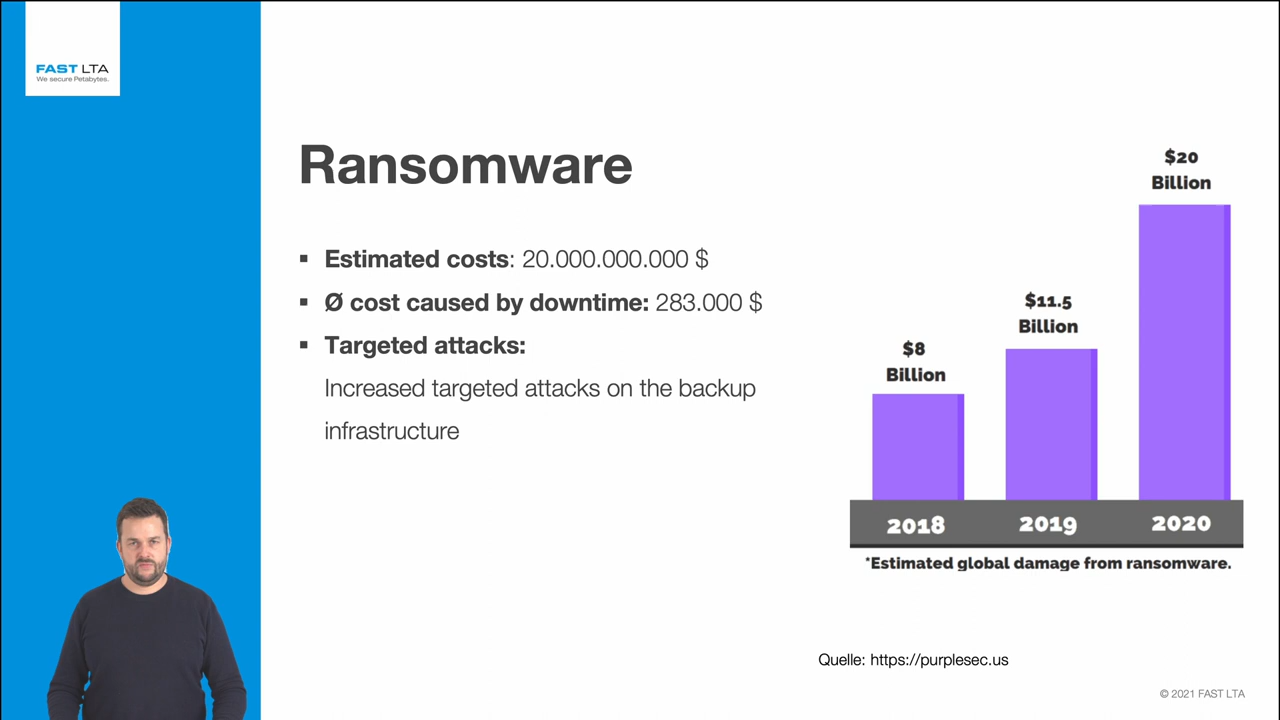 FAST LTA
We secure Petabytes.
Ransomware
▪ Estimated costs: 20.000.000.000 $
▪ Ø cost caused by downtime: 283.000 $
▪ Targeted attacks:
Increased targeted attacks on the backup
infrastructure
$8
Billion
$11.5
Billion
$20
Billion
2018 2019 2020
*Estimated global damage from ransomware.
Quelle: https://purplesec.us
© 2021 FAST LTA